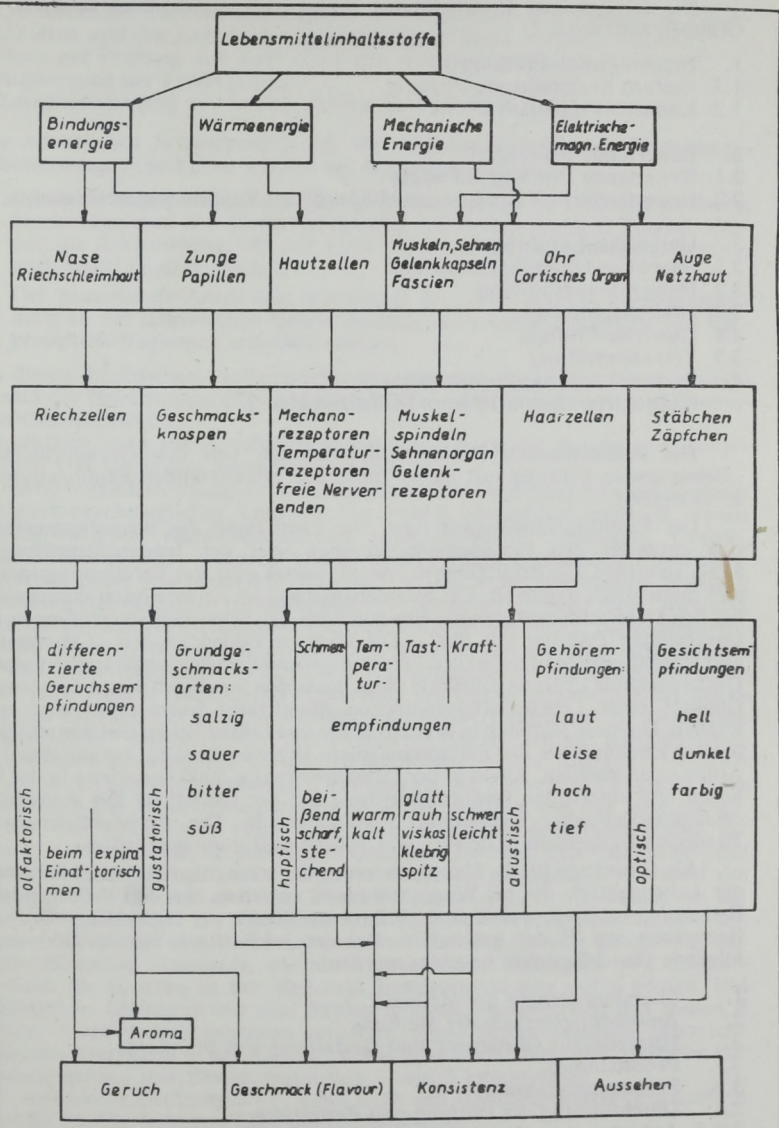 Lebensmittelinhaltsstoffe
Bindungs-
energie
Wärmeenergie
Mechanische
Energie
Elektrische-
magn. Energie
Nase
Riechschleimhaut
Zunge
Papillen
Hautzellen
Muskeln, Sehnen
Gelenkkapseln
Fascien
Ohr
Cortisches Organ
Auge
Netzhaut
Riechzellen
Geschmacks-
knospen
Mechano-
rezeptoren
Temperatur-
rezeptoren
freie Nerven-
enden
Muskel-
spindeln
Sehnenorgan
Gelenk-
rezeptoren
Haarzellen
Stäbchen
Zäpfchen
olfaktorisch
differen-
zierte
Geruchsem-
pfindungen
beim
Einat-
men
expira-
torisch
gustatorisch
Grundge-
schmacks-
arten:
salzig
sauer
bitter
süß
haptisch
Schmerz-
Tem-
pera-
tur-
Tast-
Kraft-
empfindungen
bei-
ßend
scharf,
ste-
chend
warm
kalt
glatt
rauh
viskos
klebrig
spitz
schwer
leicht
akustisch
Gehörem-
pfindungen:
laut
leise
hoch
tief
optisch
Gesichtsem-
pfindungen
hell
dunkel
farbig
Aroma
Geruch
Geschmack (Flavour)
Konsistenz
Aussehen